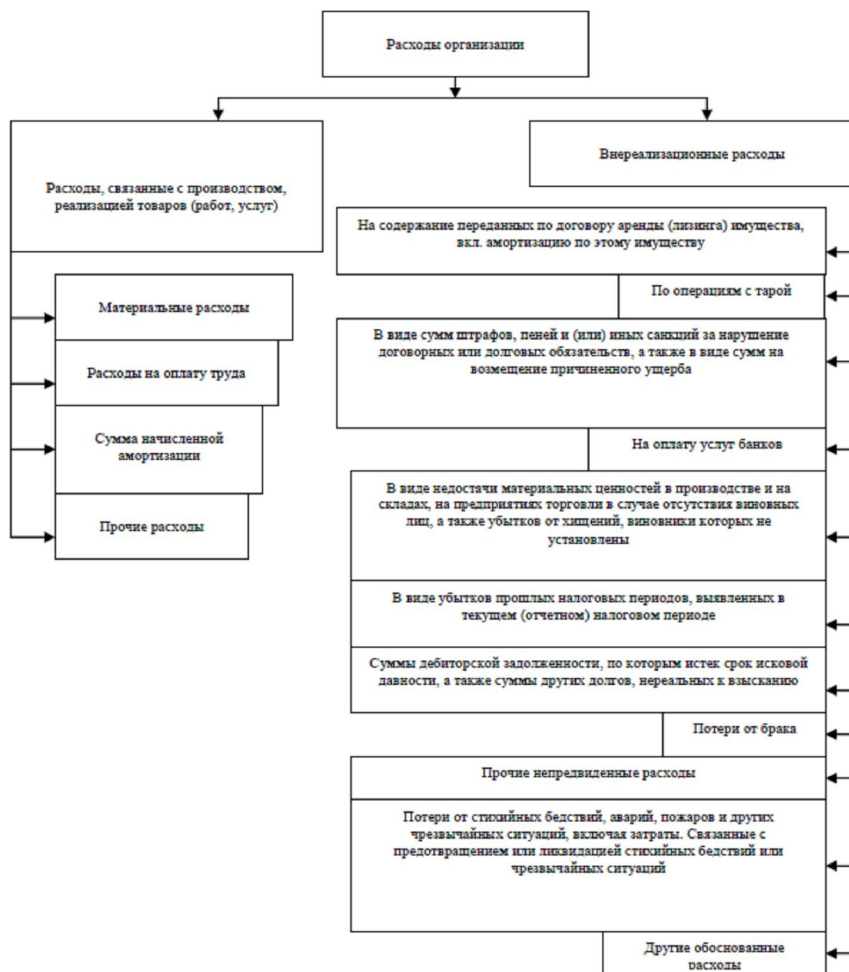 Расходы организации
Расходы, связанные с производством,
реализацией товаров (работ, услуг)
Материальные расходы
Расходы на оплату труда
Сумма начисленной
амортизации
Прочие расходы
Внереализационные расходы
На содержание переданных по договору аренды (лизинга) имущества,
вкл. амортизацию по этому имуществу
По операциям с тарой
В виде сумм штрафов, пеней и (или) иных санкций за нарушение
договорных или долговых обязательств, а также в виде сумм на
возмещение причиненного ущерба
На оплату услуг банков
В виде недостачи материальных ценностей в производстве и на
складах, на предприятиях торговли в случае отсутствия виновных
лиц, а также убытков от хищений, виновники которых не
установлены
В виде убытков прошлых налоговых периодов, выявленных в
текущем (отчетном) налоговом периоде
Суммы дебиторской задолженности, по которым истек срок исковой
давности, а также суммы других долгов, нереальных к взысканию
Потери от брака
Прочие непредвиденные расходы
Потери от стихийных бедствий, аварий, пожаров и других
чрезвычайных ситуаций, включая затраты. Связанные с
предотвращением или ликвидацией стихийных бедствий или
чрезвычайных ситуаций
Другие обоснованные
расходы